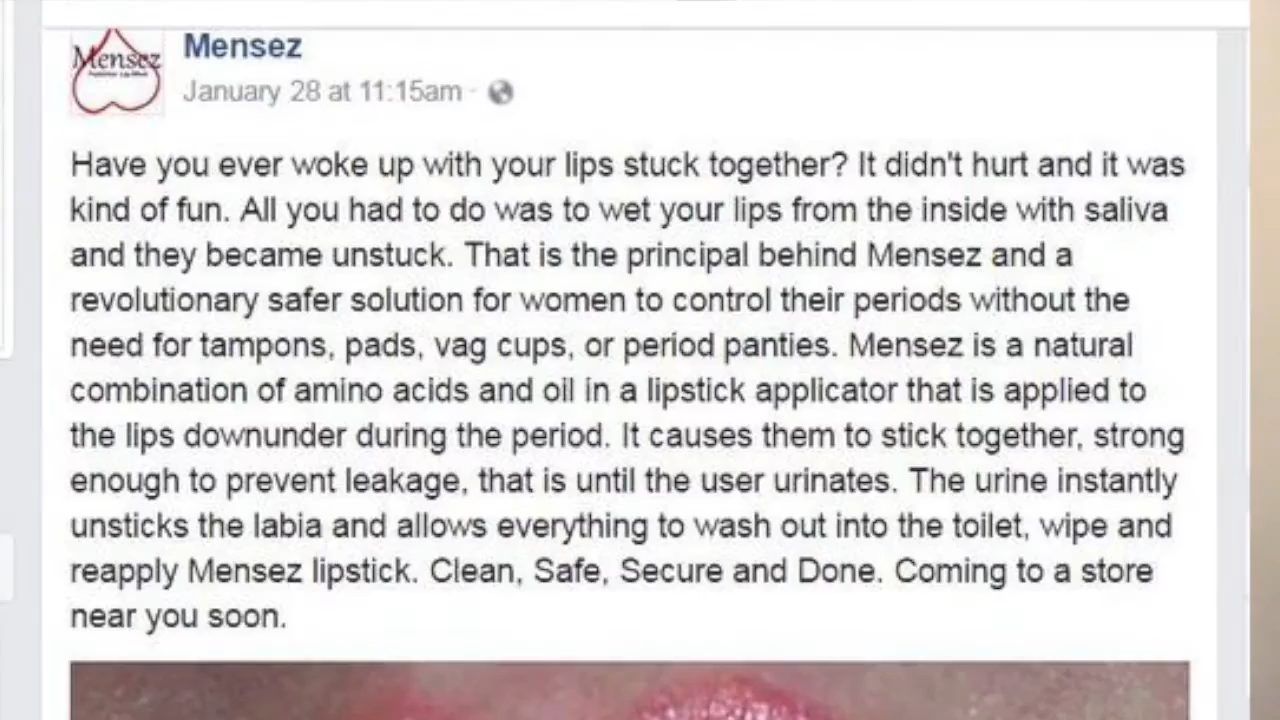 Mensez
Mensez
January 28 at 11:15am ·
Have you ever woke up with your lips stuck together? It didn't hurt and it was
kind of fun. All you had to do was to wet your lips from the inside with saliva
and they became unstuck. That is the principal behind Mensez and a
revolutionary safer solution for women to control their periods without the
need for tampons, pads, vag cups, or period panties. Mensez is a natural
combination of amino acids and oil in a lipstick applicator that is applied to
the lips downunder during the period. It causes them to stick together, strong
enough to prevent leakage, that is until the user urinates. The urine instantly
unsticks the labia and allows everything to wash out into the toilet, wipe and
reapply Mensez lipstick. Clean, Safe, Secure and Done. Coming to a store
near you soon.